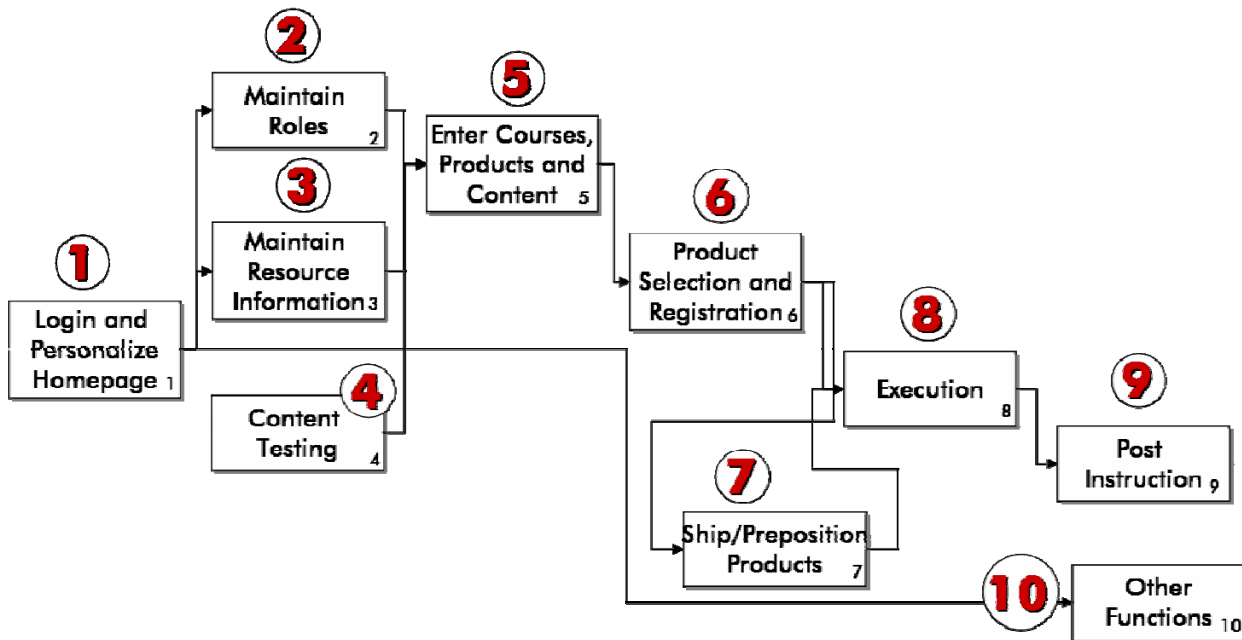 1
Login and
Personalize
Homepage 1
2
Maintain
Roles
2
3
Maintain
Resource
Information 3
4
Content
Testing
4
5
Enter Courses,
Products and
Content 5
6
Product
Selection and
Registration 6
7
Ship/Preposition
Products 7
8
Execution
8
9
Post
Instruction 9
10
Other
Functions 10